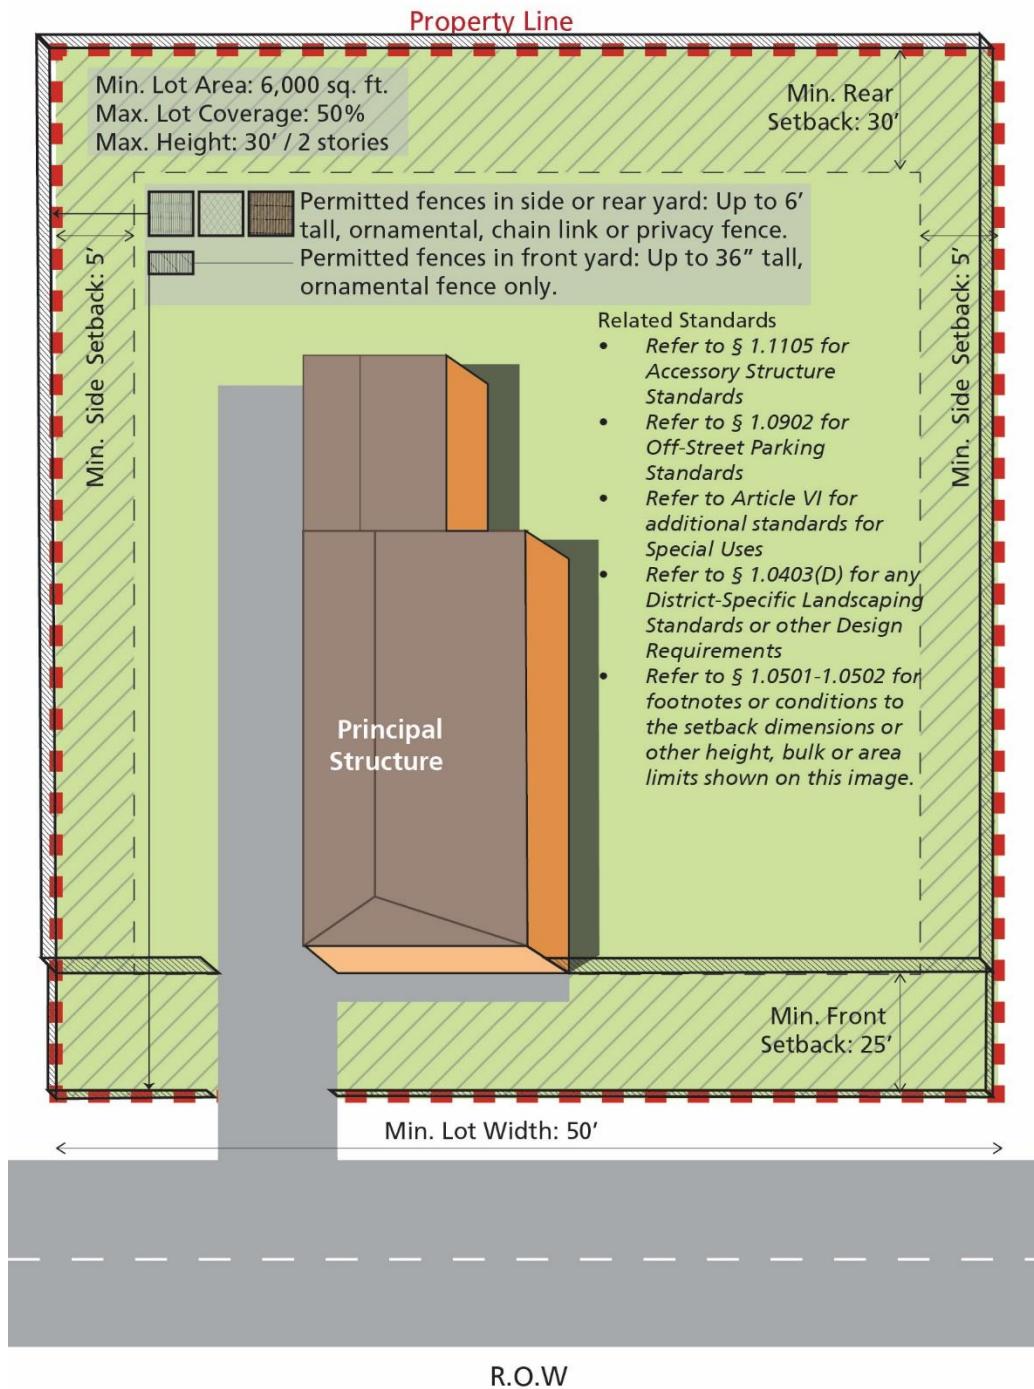 Property Line
Min. Lot Area: 6,000 sq. ft.
Max. Lot Coverage: 50%
Max. Height: 30’ / 2 stories
Min. Rear
Setback: 30’
Permitted fences in side or rear yard: Up to 6’
tall, ornamental, chain link or privacy fence.
Permitted fences in front yard: Up to 36” tall,
ornamental fence only.
Min. Side Setback: 5’
Min. Side Setback: 5’
Related Standards
• Refer to § 1.1105 for
Accessory Structure
Standards
• Refer to § 1.0902 for
Off-Street Parking
Standards
• Refer to Article VI for
additional standards for
Special Uses
• Refer to § 1.0403(D) for any
District-Specific Landscaping
Standards or other Design
Requirements
• Refer to § 1.0501-1.0502 for
footnotes or conditions to
the setback dimensions or
other height, bulk or area
limits shown on this image.
Principal
Structure
Min. Front
Setback: 25’
Min. Lot Width: 50’
R.O.W